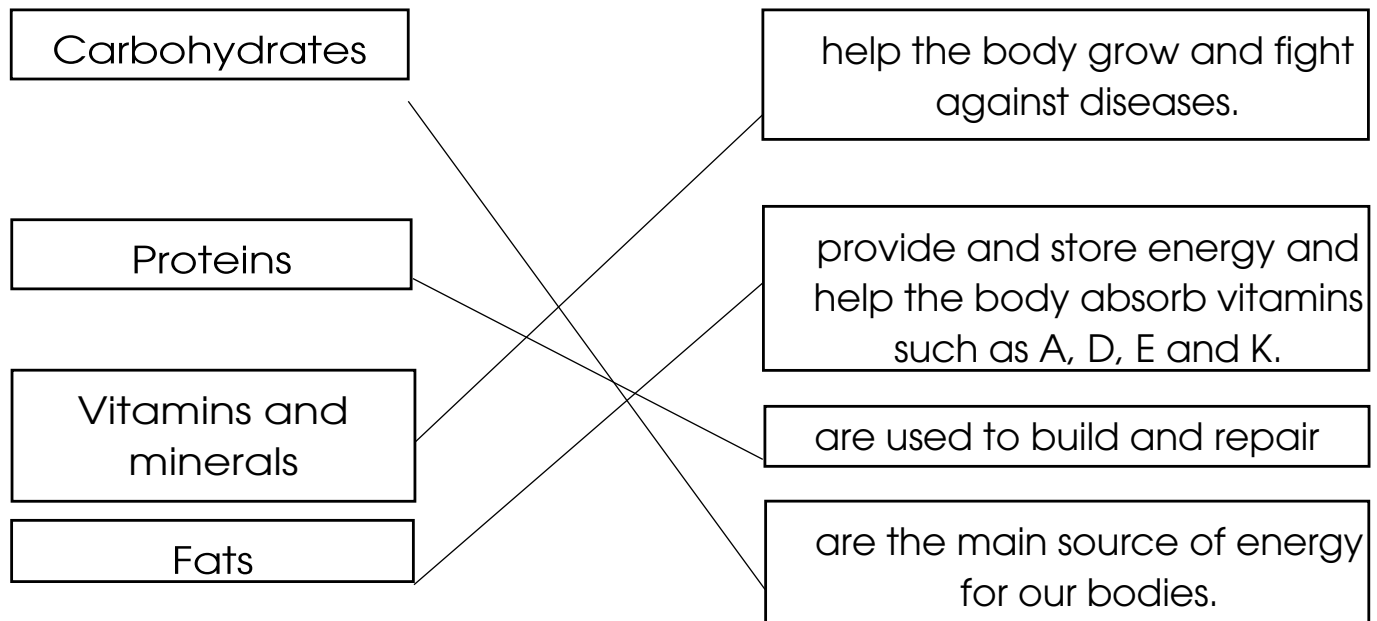 Carbohydrates
help the body grow and fight
against diseases.
Proteins
provide and store energy and
help the body absorb vitamins
such as A, D, E and K.
Vitamins and
minerals
are used to build and repair
Fats
are the main source of energy
for our bodies.